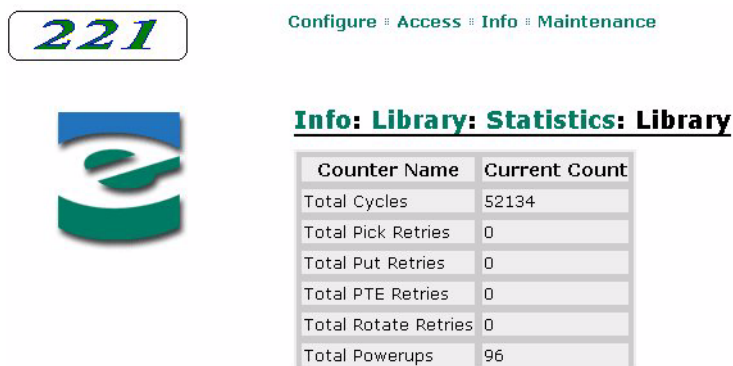 221
Configure Access Info Maintenance
Info: Library: Statistics: Library
Counter Name Current Count
Total Cycles 52134
Total Pick Retries 0
Total Put Retries 0
Total PTE Retries 0
Total Rotate Retries 0
Total Powerups 96